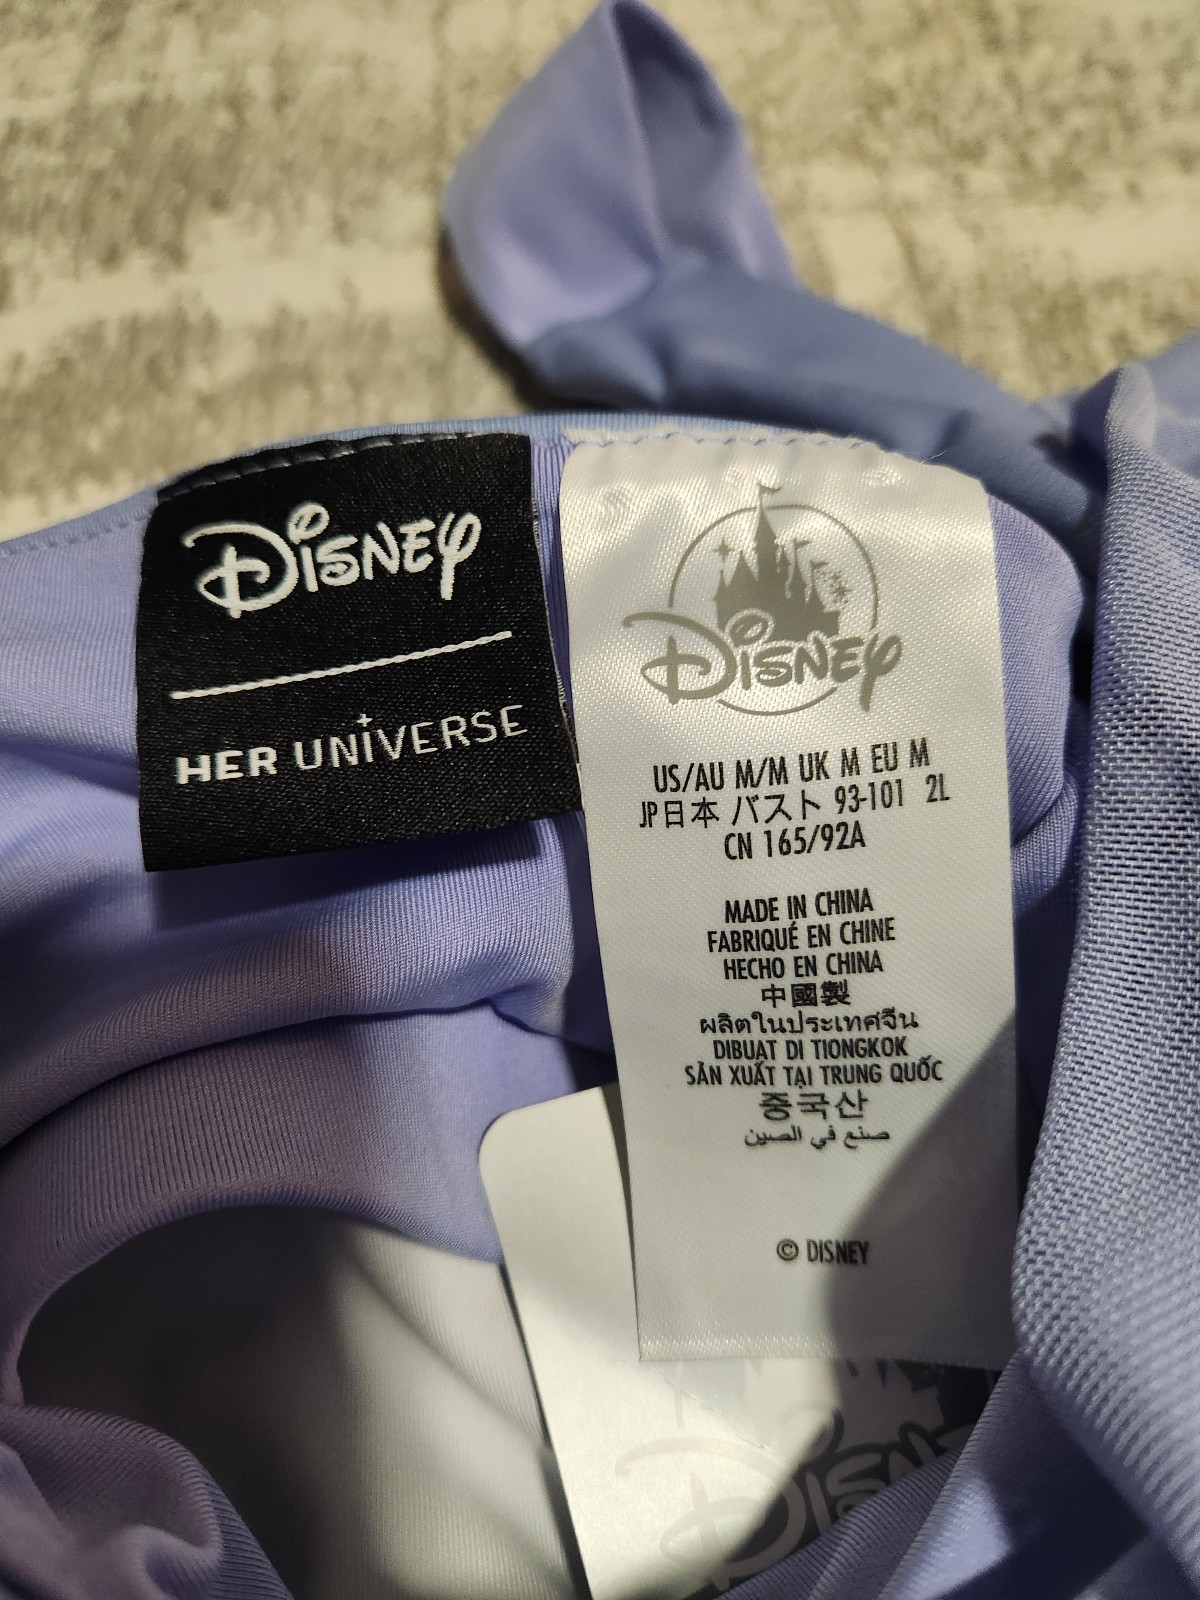 Disney
HER UNIVERSE
Disney
US/AU M/M UK M EU M
JP日本 バスト 93-101 2L
CN 165/92A
MADE IN CHINA
FABRIQUÉ EN CHINE
HECHO EN CHINA
中國製
ผลิตในประเทศจีน
DIBUAT DI TIONGKOK
SẢN XUẤT TẠI TRUNG QUỐC
중국산
صنع في الصين
© DISNEY
Disney